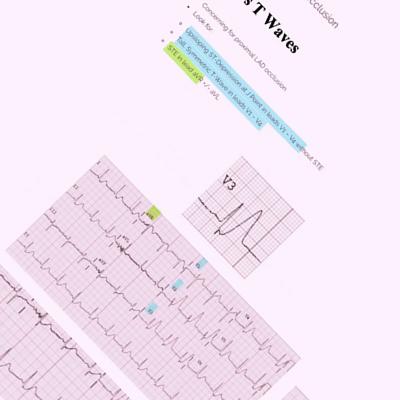 cclusion
s T Waves
Concerning for proximal LAD occlusion
Look for
Upsloping ST-Depression at J Point in leads V1 - V4 without STE
Tall, Symmetric T-Wave in leads V1 - V4
STE in lead aVR +/- aVL
V3